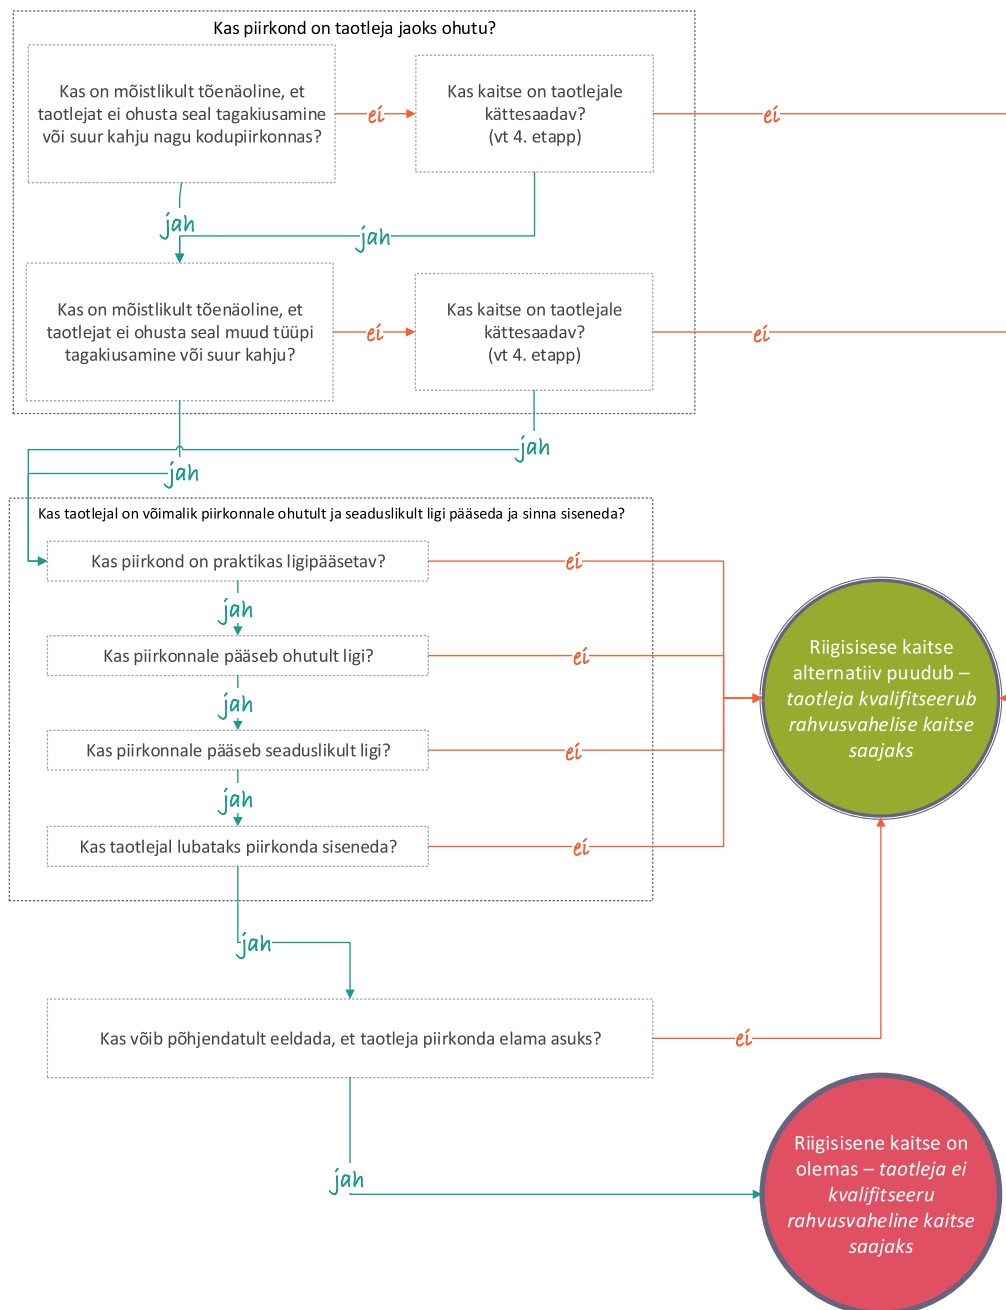 Kas piirkond on taotleja jaoks ohutu?
Kas on mõistlikult tõenäoline, et
taotlejat ei ohusta seal tagakiusamine
või suur kahju nagu kodupiirkonnas?
ei
Kas kaitse on taotlejale
kättesaadav?
(vt 4. etapp)
ei
jah
jah
Kas on mõistlikult tõenäoline, et
taotlejat ei ohusta seal muud tüüpi
tagakiusamine või suur kahju?
ei
Kas kaitse on taotlejale
kättesaadav?
(vt 4. etapp)
ei
jah
jah
Kas taotlejal on võimalik piirkonnale ohutult ja seaduslikult ligi pääseda ja sinna siseneda?
Kas piirkond on praktikas ligipääsetav?
ei
jah
Kas piirkonnale pääseb ohutult ligi?
ei
jah
Kas piirkonnale pääseb seaduslikult ligi?
ei
jah
Kas taotlejal lubataks piirkonda siseneda?
ei
Riigisisese kaitse
alternatiiv puudub –
taotleja kvalifitseerub
rahvusvahelise kaitse
saajaks
jah
Kas võib põhjendatult eeldada, et taotleja piirkonda elama asuks?
ei
jah
Riigisisene kaitse on
olemas – taotleja ei
kvalifitseeru
rahvusvaheline kaitse
saajaks